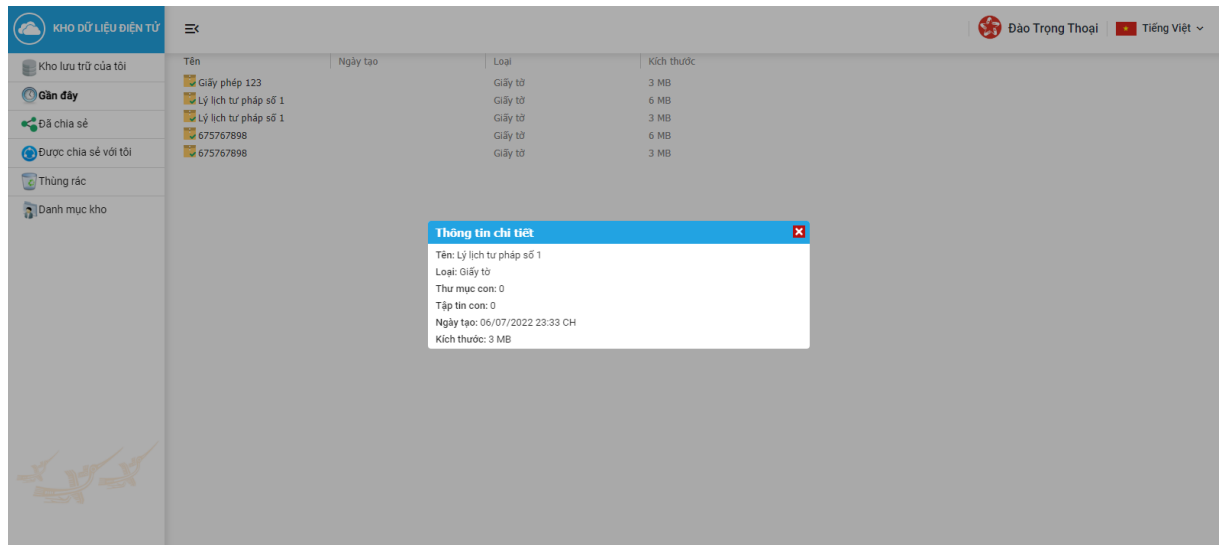 KHO DỮ LIỆU ĐIỆN TỬ
Đào Trọng Thoại
Tiếng Việt
Kho lưu trữ của tôi
Gần đây
Đã chia sẻ
Được chia sẻ với tôi
Thùng rác
Danh mục kho
Tên Ngày tạo Loại Kích thước
Giấy phép 123 Giấy tờ 3 MB
Lý lịch tư pháp số 1 Giấy tờ 6 MB
Lý lịch tư pháp số 1 Giấy tờ 3 MB
675767898 Giấy tờ 6 MB
675767898 Giấy tờ 3 MB
Thông tin chi tiết
Tên: Lý lịch tư pháp số 1
Loại: Giấy tờ
Thư mục con: 0
Tập tin con: 0
Ngày tạo: 06/07/2022 23:33 CH
Kích thước: 3 MB